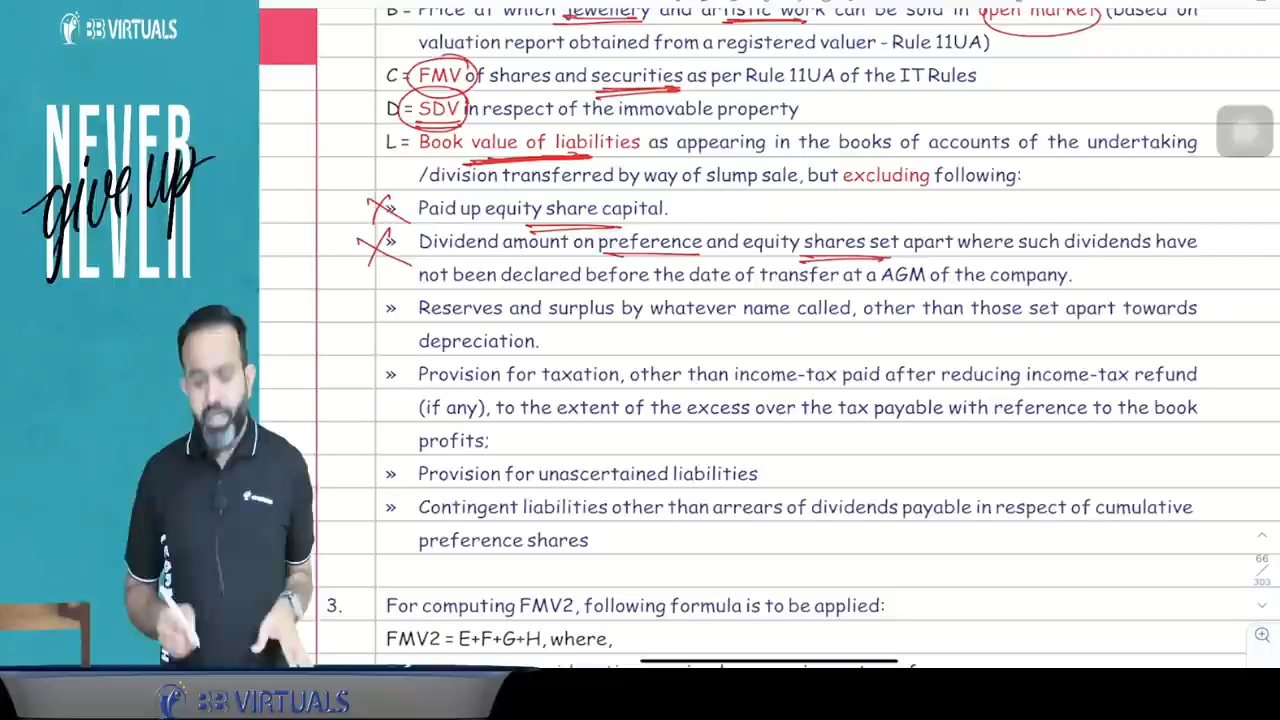 B = Price at which jewellery and artistic work can be sold in open market (based on
valuation report obtained from a registered valuer - Rule 11UA)
C = FMV of shares and securities as per Rule 11UA of the IT Rules
D = SDV in respect of the immovable property
L = Book value of liabilities as appearing in the books of accounts of the undertaking
/division transferred by way of slump sale, but excluding following:
» Paid up equity share capital.
» Dividend amount on preference and equity shares set apart where such dividends have
not been declared before the date of transfer at a AGM of the company.
» Reserves and surplus by whatever name called, other than those set apart towards
depreciation.
» Provision for taxation, other than income-tax paid after reducing income-tax refund
(if any), to the extent of the excess over the tax payable with reference to the book
profits;
» Provision for unascertained liabilities
» Contingent liabilities other than arrears of dividends payable in respect of cumulative
preference shares
3. For computing FMV2, following formula is to be applied:
FMV2 = E+F+G+H, where,
66
303
BB VIRTUALS
NEVER
give up
NEVER
BB VIRTUALS